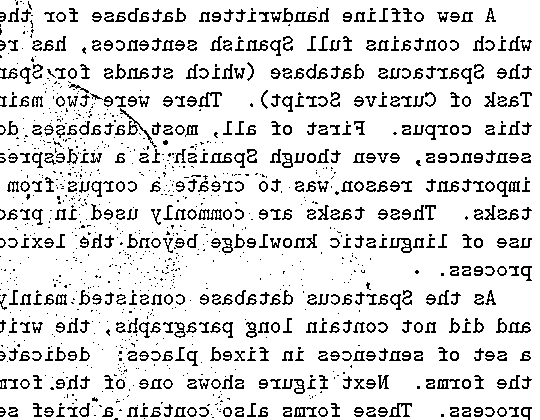 A new offline handwritten database for the
which contains full Spanish sentences, has re
the Spartacus database (which stands for Span
Task of Cursive Script). There were two main
this corpus. First of all, most databases do
sentences, even though Spanish is a widesprea
important reason was to create a corpus from
tasks. These tasks are commonly used in prac
use of linguistic knowledge beyond the lexico
process.
As the Spartacus database consisted mainly
and did not contain long paragraphs, the writ
a set of sentences in fixed places: dedicate
the forms. Next figure shows one of the form
process. These forms also contain a brief se